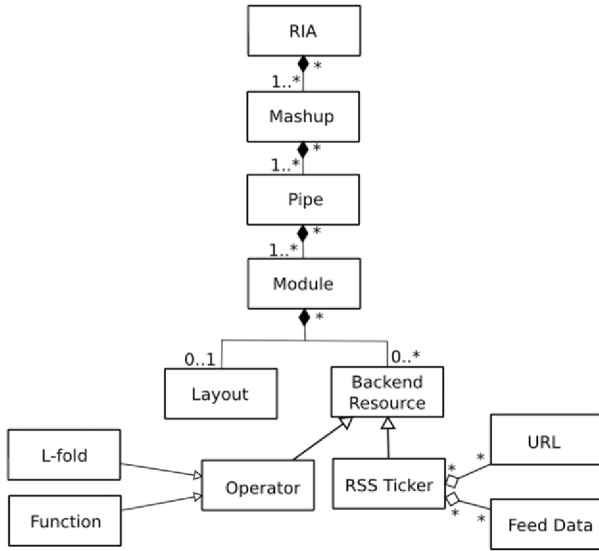 RIA
*
1..*
Mashup
*
1..*
Pipe
*
1..*
Module
*
0..1
0..*
Layout
Backend
Resource
L-fold
Function
Operator
RSS Ticker
*
*
URL
*
*
Feed Data